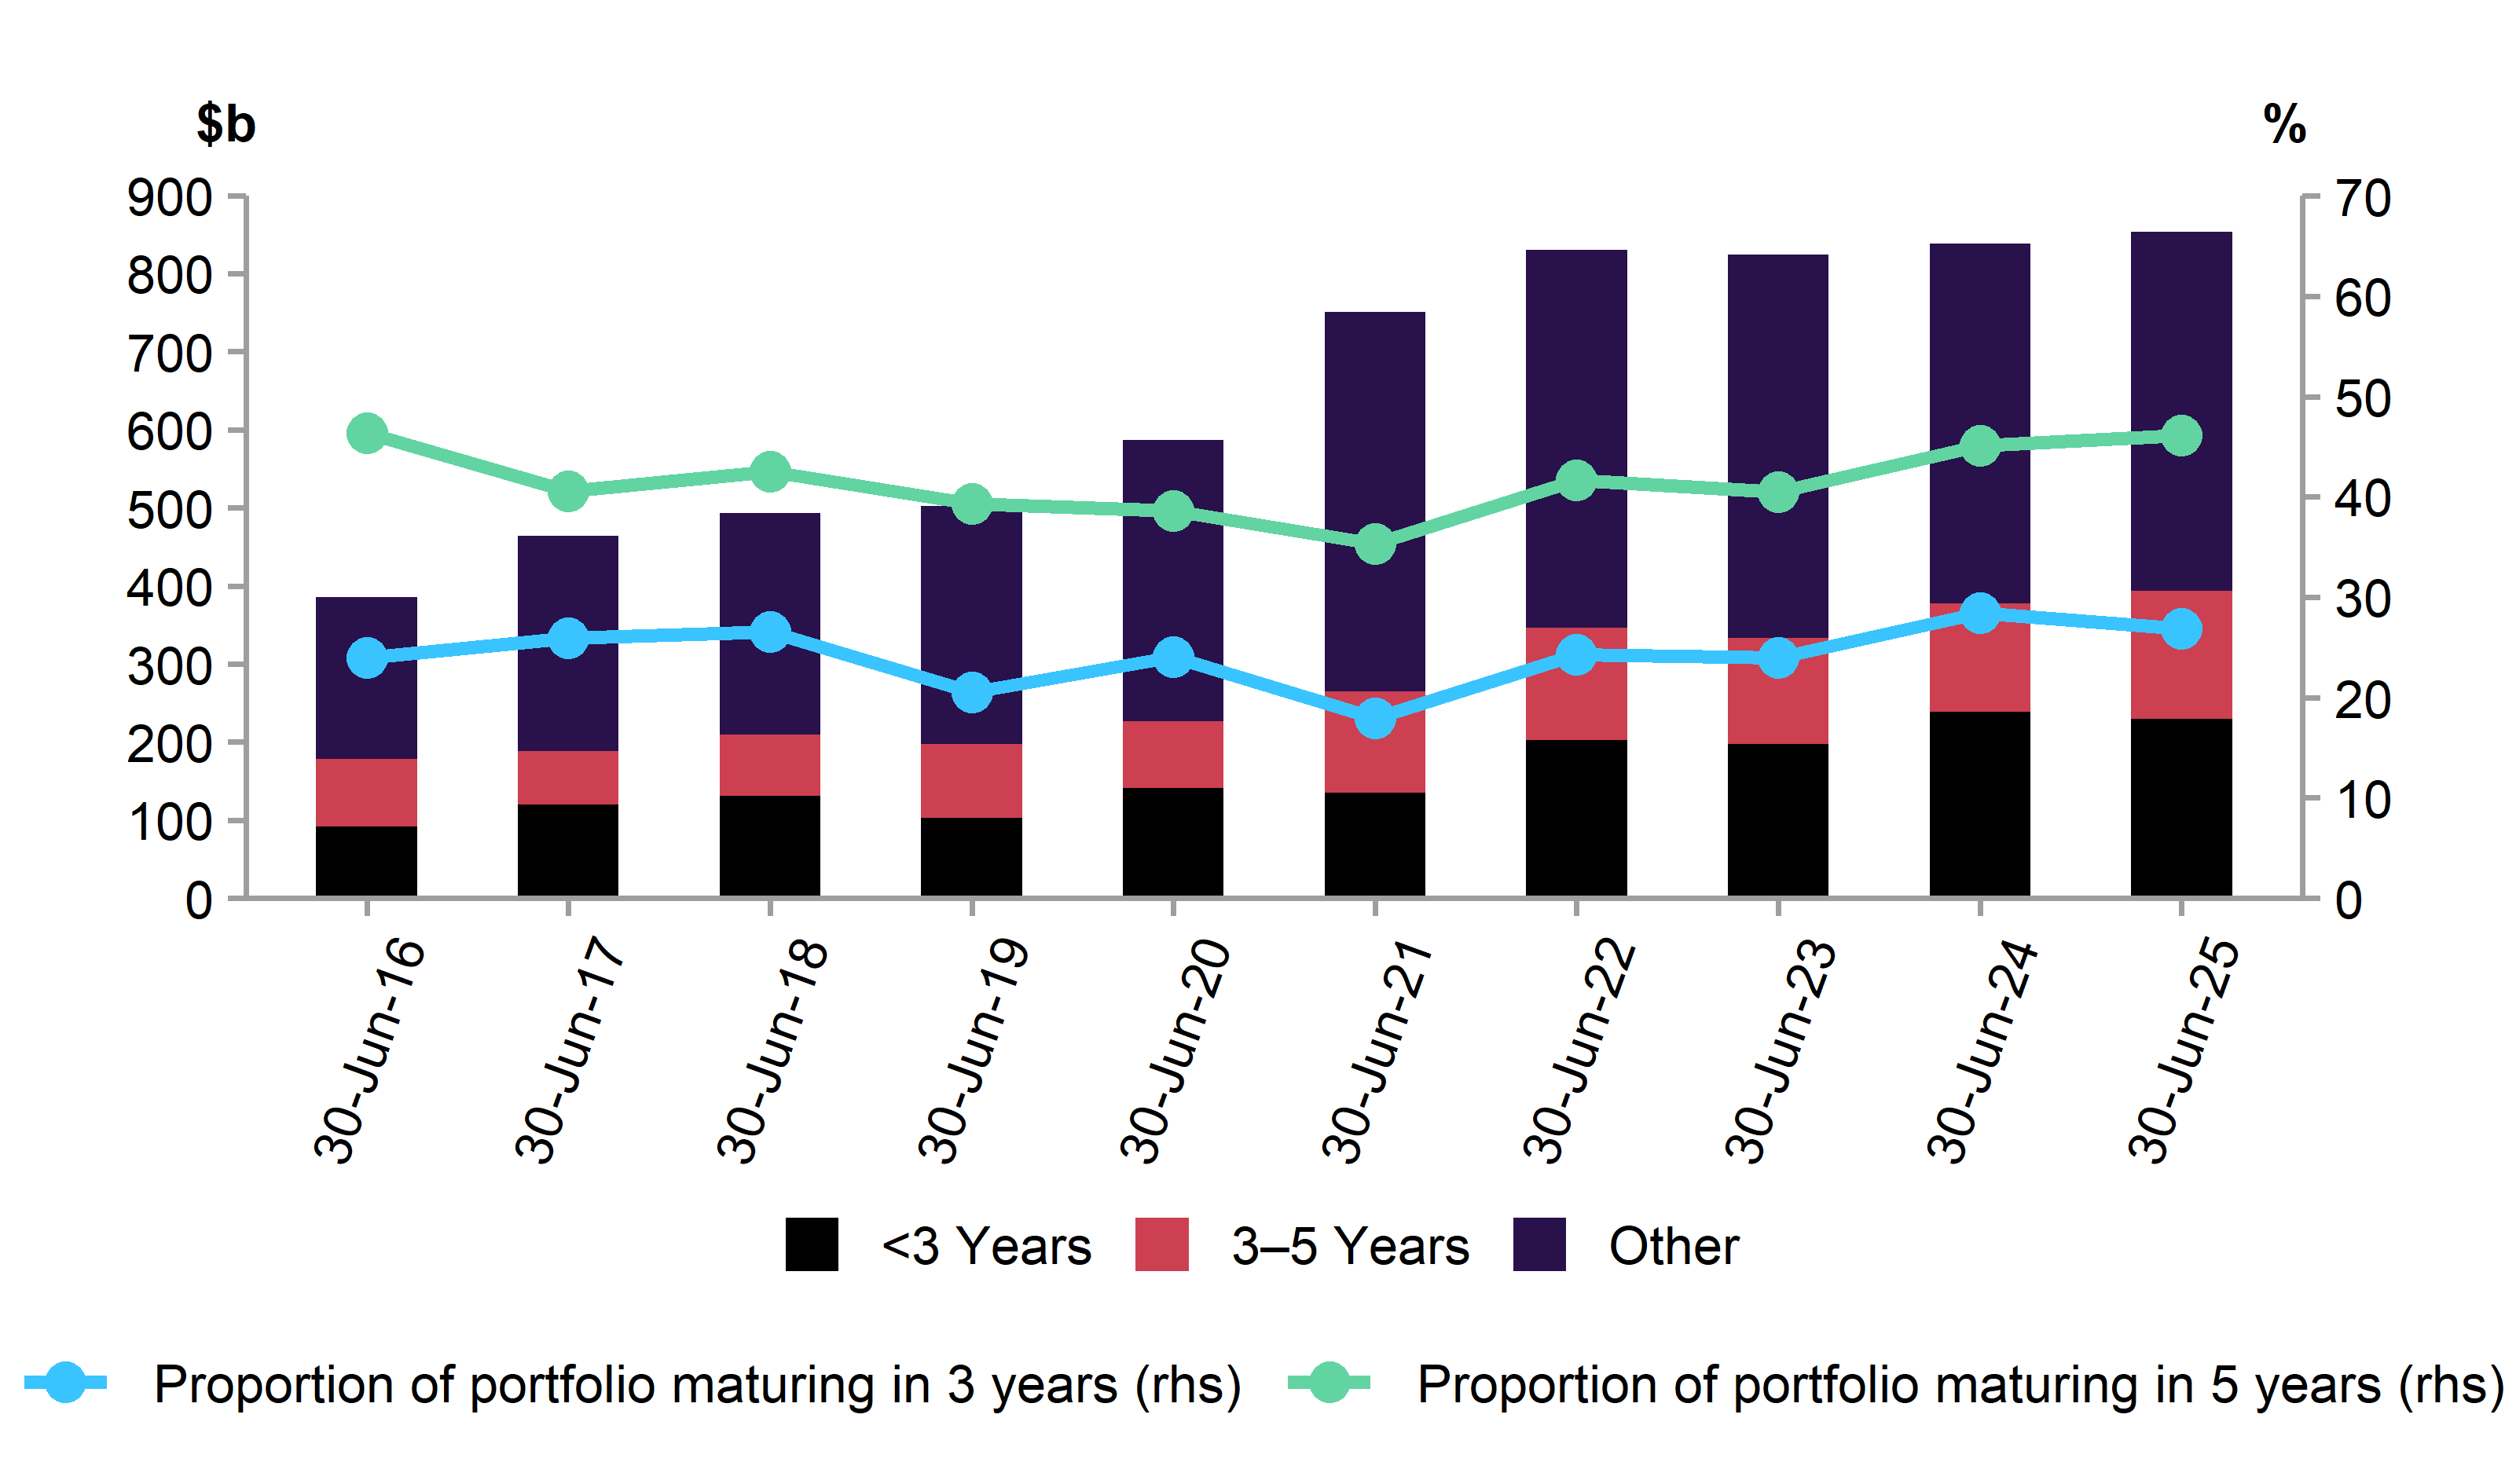 $b %
900 70
800
700 60
600 50
500 40
400
300 30
200 20
100 10
0 0
30-Jun-16 30-Jun-17 30-Jun-18 30-Jun-19 30-Jun-20 30-Jun-21 30-Jun-22 30-Jun-23 30-Jun-24 30-Jun-25
<3 Years 3–5 Years Other
Proportion of portfolio maturing in 3 years (rhs) Proportion of portfolio maturing in 5 years (rhs)